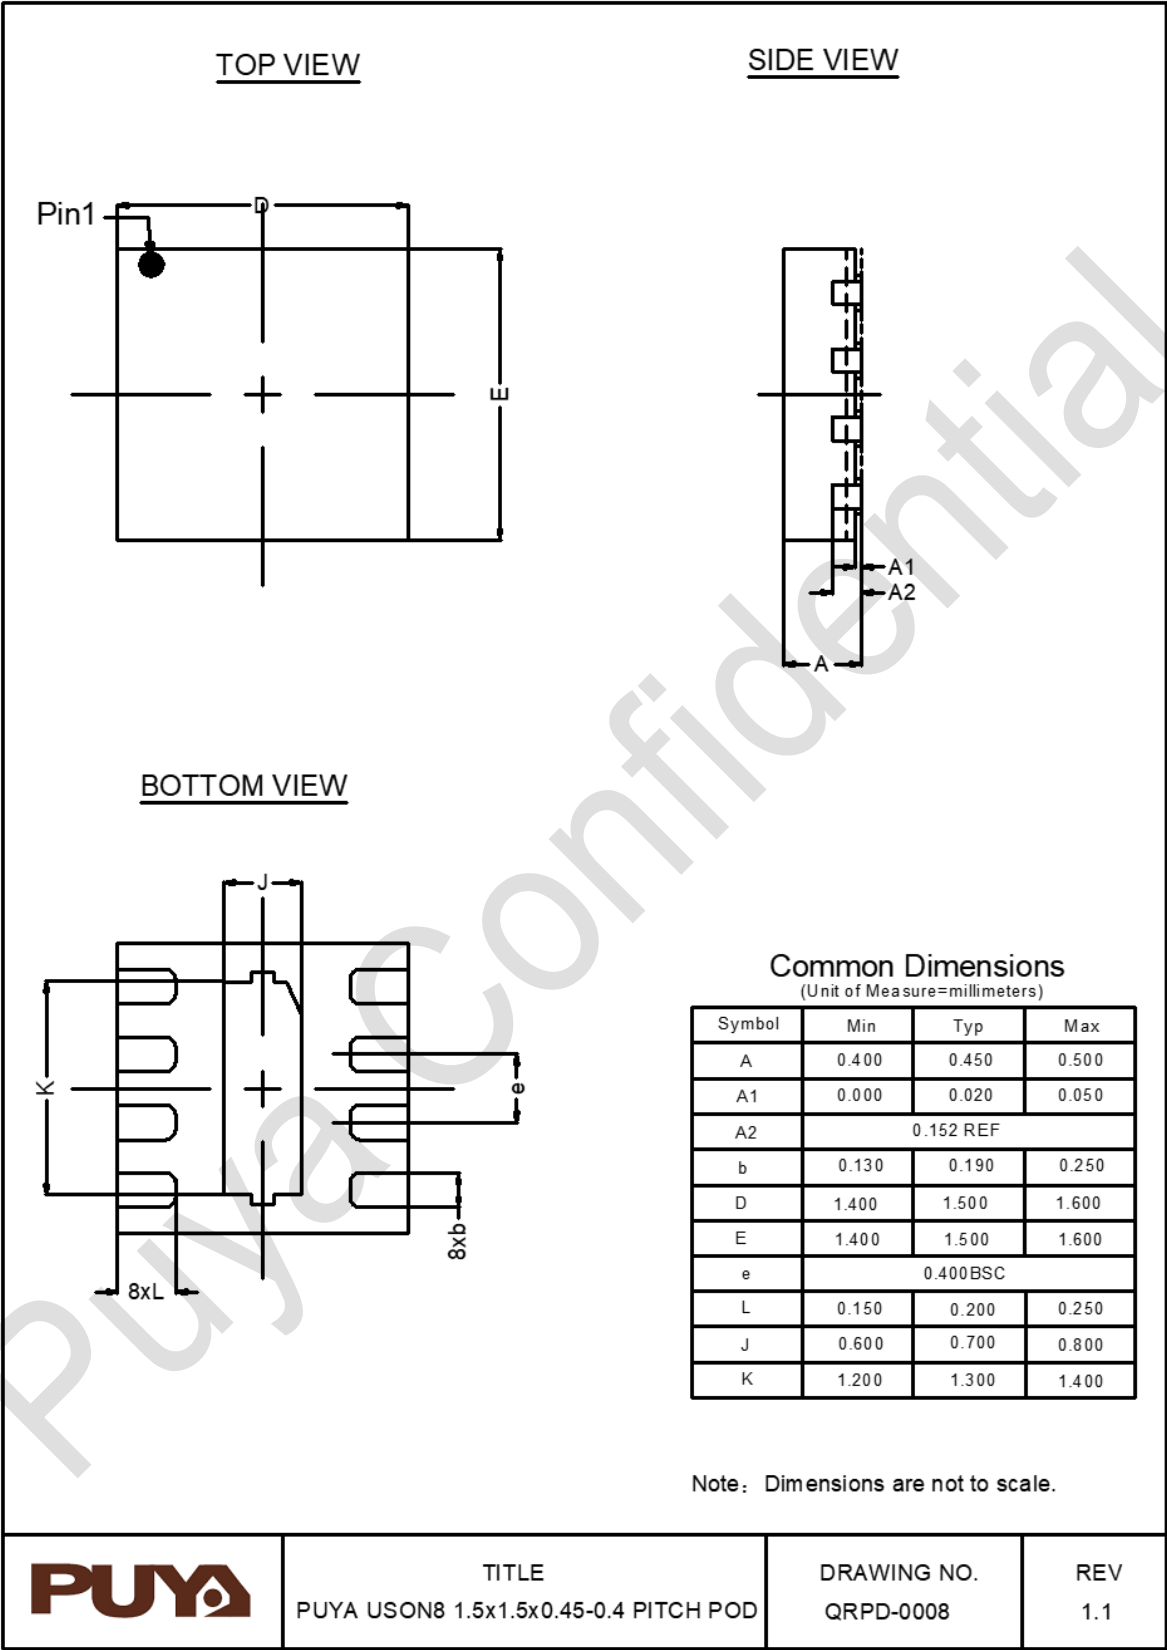 TOP VIEW
SIDE VIEW
Pin1
D
E
A1
A2
A
BOTTOM VIEW
J
K
e
8xb
8xL
Common Dimensions
(Unit of Measure=millimeters)
Symbol Min Typ Max
A 0.400 0.450 0.500
A1 0.000 0.020 0.050
A2 0.152 REF
b 0.130 0.190 0.250
D 1.400 1.500 1.600
E 1.400 1.500 1.600
e 0.400BSC
L 0.150 0.200 0.250
J 0.600 0.700 0.800
K 1.200 1.300 1.400
Note: Dimensions are not to scale.
Puya Confidential
PUYA
TITLE
PUYA USON8 1.5x1.5x0.45-0.4 PITCH POD
DRAWING NO.
QRPD-0008
REV
1.1